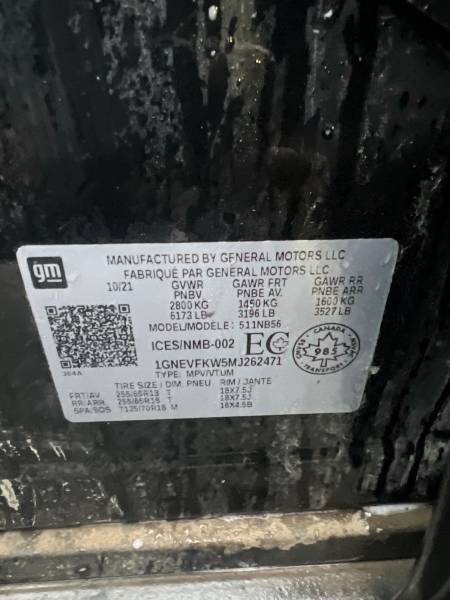 gm
MANUFACTURED BY GENERAL MOTORS LLC
FABRIQUÉ PAR GENERAL MOTORS LLC
10/21 GVWR GAWR FRT GAWR RR
PNBV PNBE AV. PNBE ARR
2800 KG 1450 KG 1600 KG
6173 LB 3196 LB 3527 LB
MODEL/MODÈLE: 511NB56
ICES/NMB-002 EC
CANADA
985
TRANSPORT
1GNEVFKW5MJ262471
384A TYPE: MPV/VTUM
TIRE SIZE / DIM. PNEU RIM / JANTE
FRT/AV. 255/65R18 T 18X7.5J
RR/ARR. 255/65R18 T 18X7.5J
SPA/SDS T135/70R18 M 18X4.5B